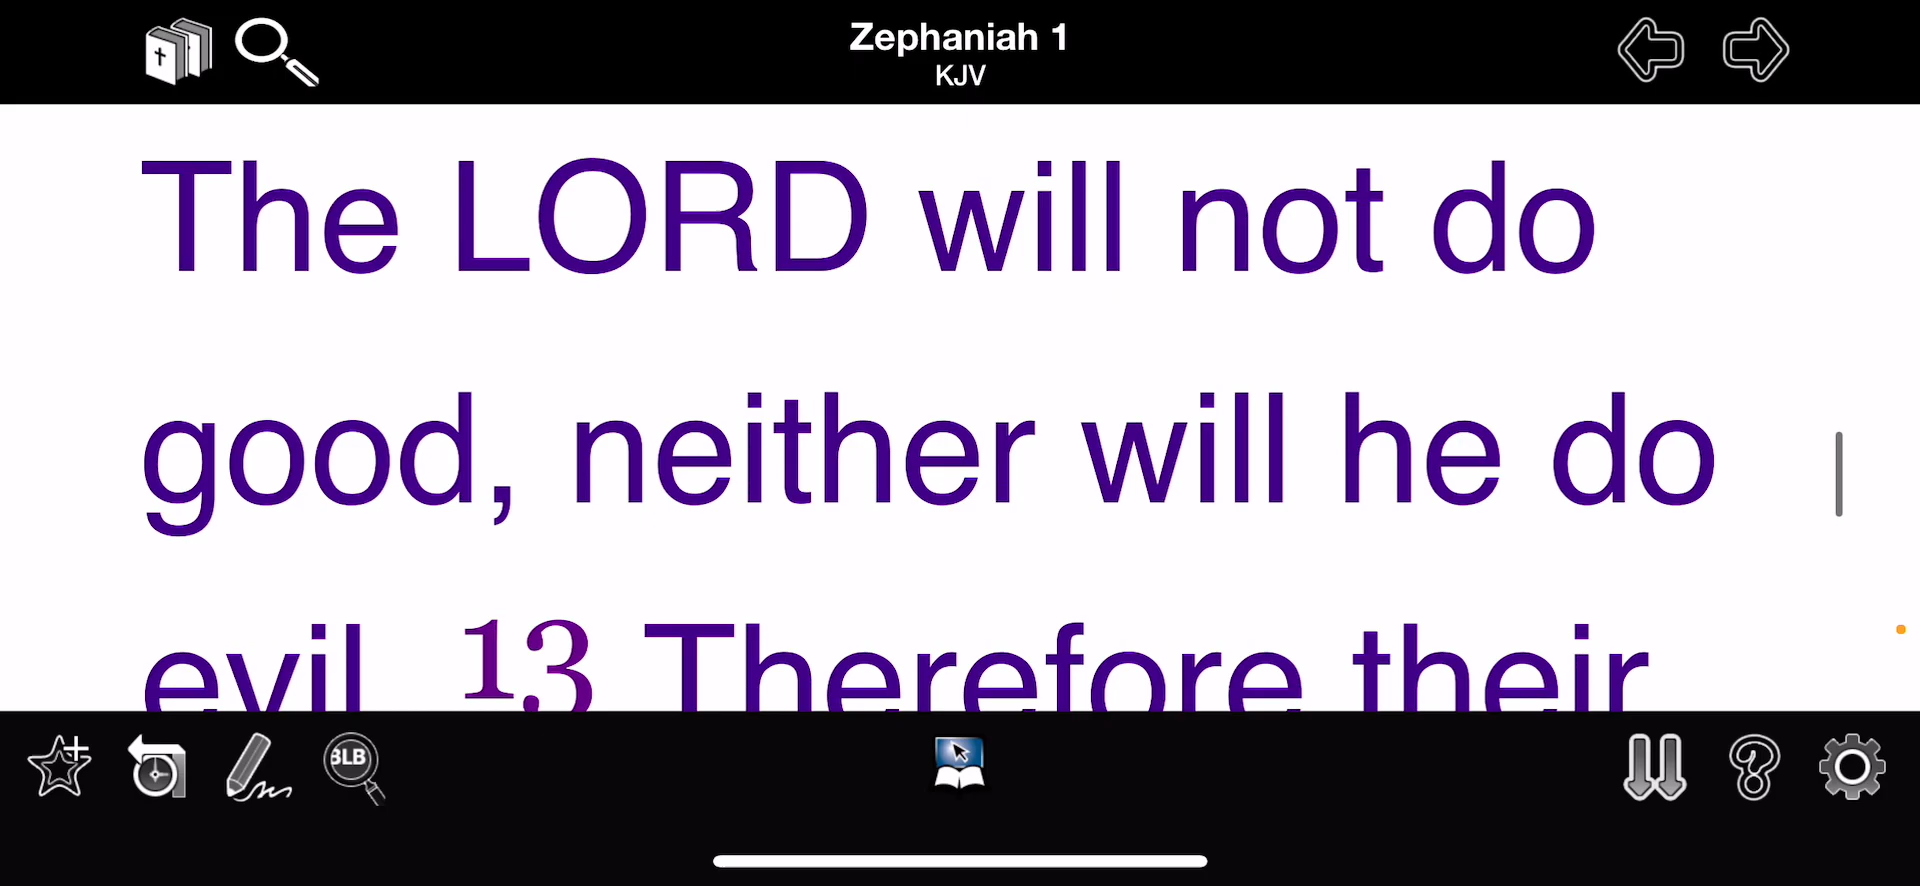 Zephaniah 1
KJV
The LORD will not do
good, neither will he do
evil 13 Therefore their
BLB